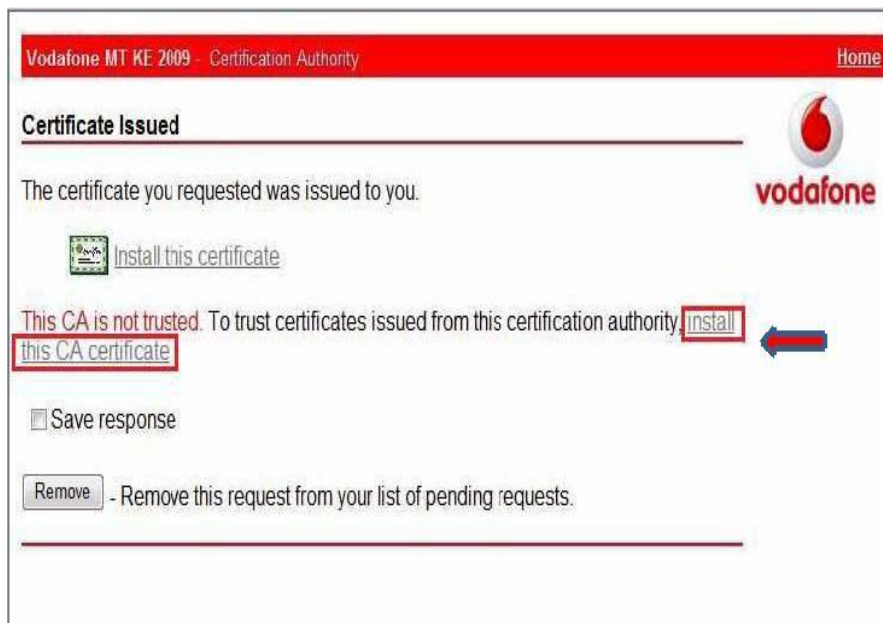 Vodafone MT KE 2009 - Certification Authority
Home
Certificate Issued
vodafone
The certificate you requested was issued to you.
Install this certificate
This CA is not trusted. To trust certificates issued from this certification authority, install
this CA certificate
Save response
Remove - Remove this request from your list of pending requests.